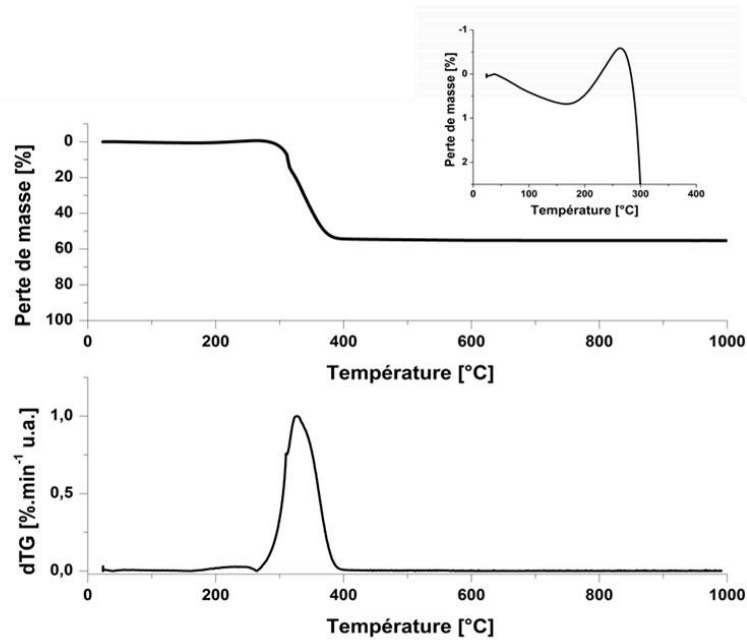 -1
0
1
2
Perte de masse [%]
0 100 200 300 400
Température [°C]
0
20
40
60
80
100
Perte de masse [%]
0 200 400 600 800 1000
Température [°C]
1,0
0,5
0,0
dTG [%.min⁻¹ u.a.]
0 200 400 600 800 1000
Température [°C]